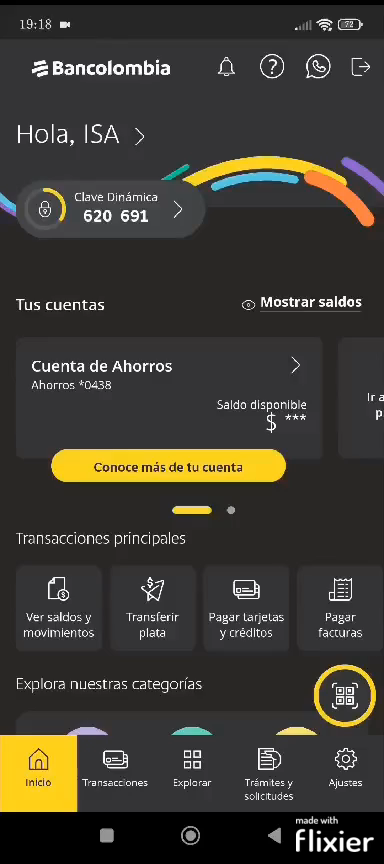 19:18
72
Bancolombia
Hola, ISA
Clave Dinámica
620 691
Tus cuentas
Mostrar saldos
Cuenta de Ahorros
Ahorros *0438
Saldo disponible
$ ***
Ir a
p
Conoce más de tu cuenta
Transacciones principales
Ver saldos y
movimientos
Transferir
plata
Pagar tarjetas
y créditos
Pagar
facturas
Explora nuestras categorías
Inicio
Transacciones
Explorar
Trámites y
solicitudes
Ajustes
made with
flixier